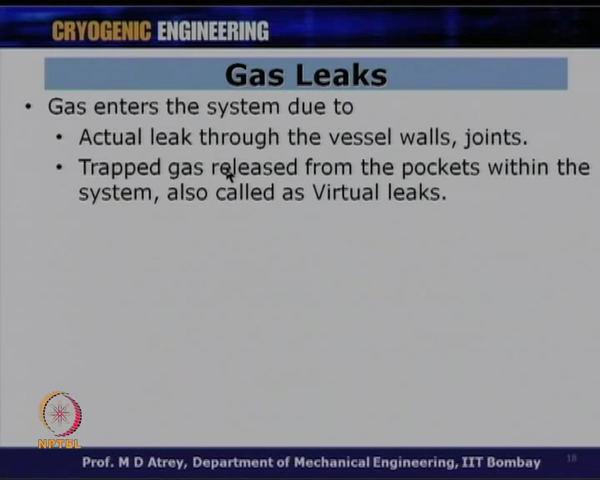 CRYOGENIC ENGINEERING
Gas Leaks
• Gas enters the system due to
• Actual leak through the vessel walls, joints.
• Trapped gas released from the pockets within the
system, also called as Virtual leaks.
NPTEL
Prof. M D Atrey, Department of Mechanical Engineering, IIT Bombay
18